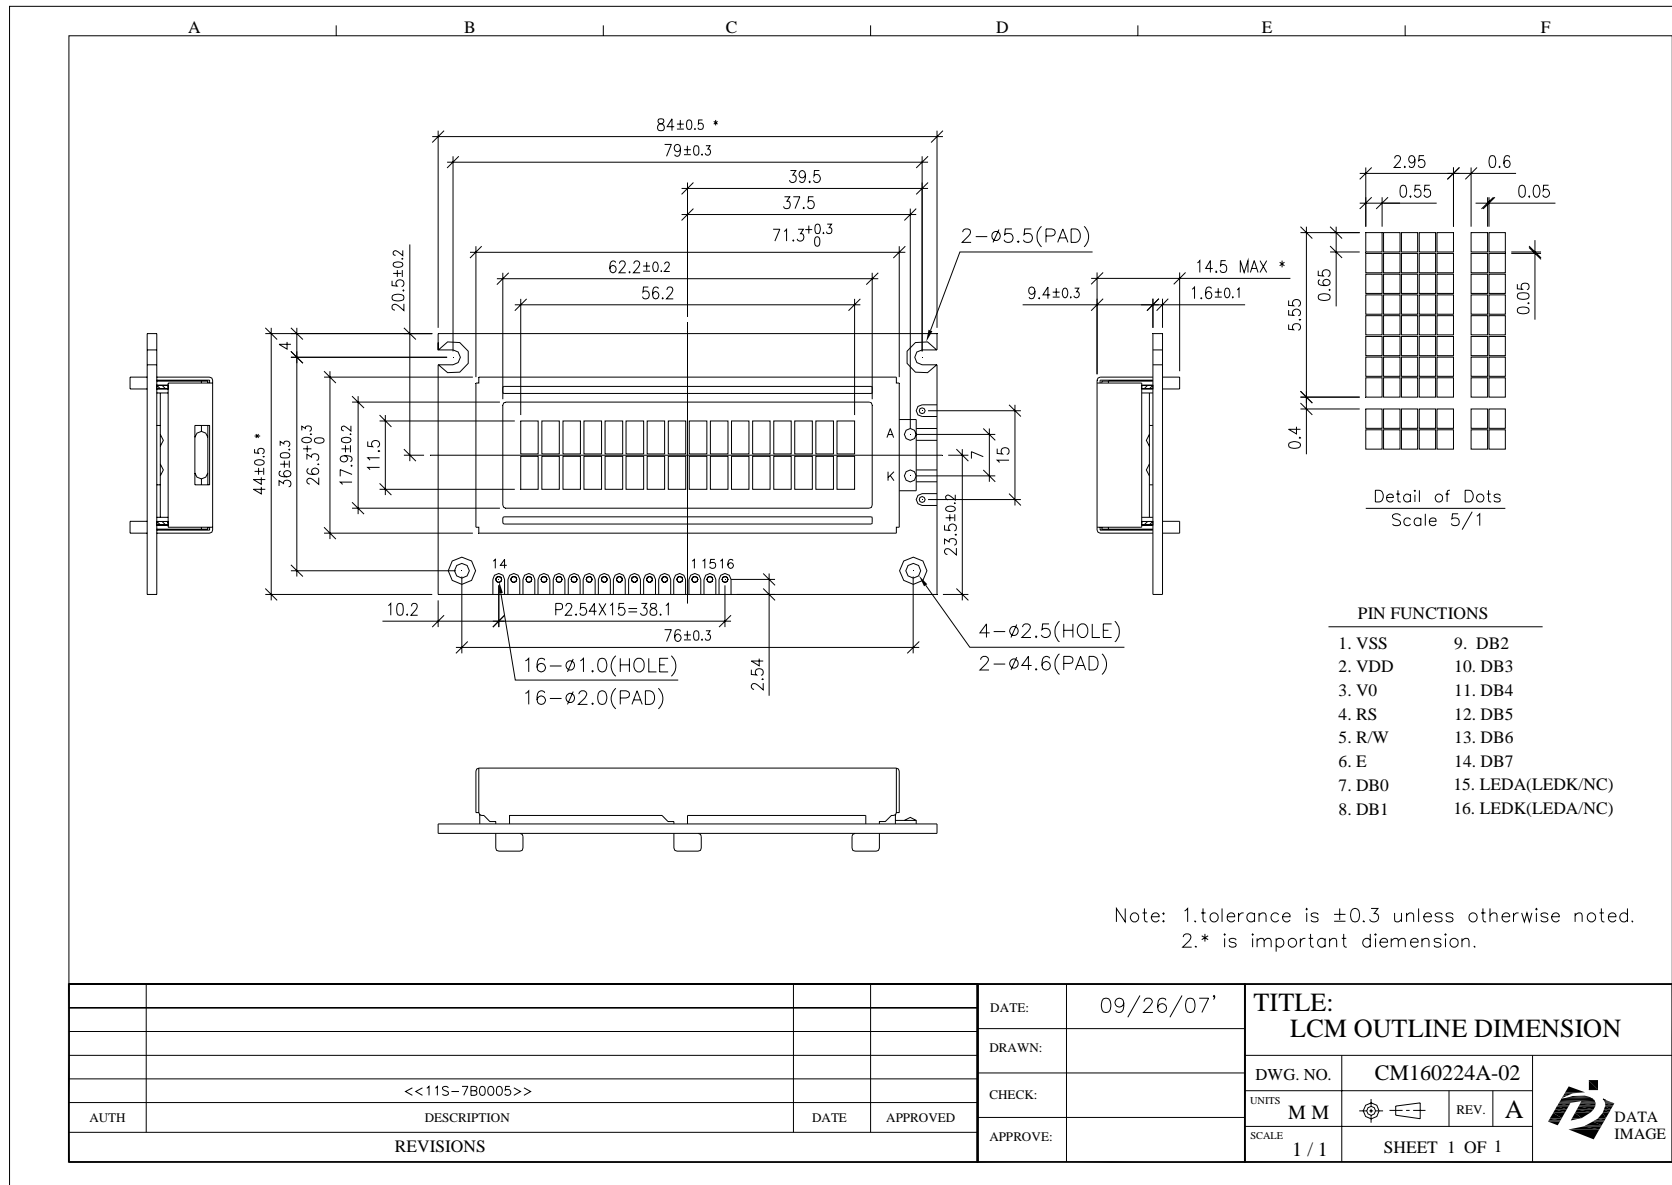 A B C D E F
84±0.5 *
79±0.3
39.5
37.5
71.3+0.3 0
62.2±0.2
56.2
2-ø5.5(PAD)
20.5±0.2
4
44±0.5 *
36±0.3
26.3+0.3 0
17.9±0.2
11.5
A
K
7
15
23.5±0.2
14 1 15 16
10.2
P2.54X15=38.1
76±0.3
2.54
16-ø1.0(HOLE)
16-ø2.0(PAD)
4-ø2.5(HOLE)
2-ø4.6(PAD)
14.5 MAX *
9.4±0.3
1.6±0.1
2.95
0.6
0.55
0.05
5.55
0.65
0.05
0.4
Detail of Dots
Scale 5/1
PIN FUNCTIONS
1. VSS 9. DB2
2. VDD 10. DB3
3. V0 11. DB4
4. RS 12. DB5
5. R/W 13. DB6
6. E 14. DB7
7. DB0 15. LEDA(LEDK/NC)
8. DB1 16. LEDK(LEDA/NC)
Note: 1.tolerance is ±0.3 unless otherwise noted.
2.* is important diemension.
<<11S-7B0005>>
AUTH DESCRIPTION DATE APPROVED
REVISIONS
DATE: 09/26/07'
DRAWN:
CHECK:
APPROVE:
TITLE:
LCM OUTLINE DIMENSION
DWG. NO. CM160224A-02
UNITS M M REV. A
SCALE 1 / 1 SHEET 1 OF 1
DATA
IMAGE